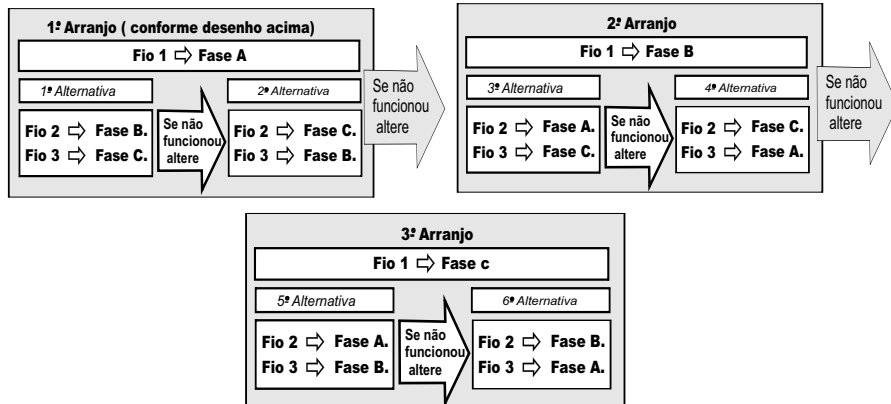 1º Arranjo ( conforme desenho acima)
Fio 1 ⇨ Fase A
1ª Alternativa
Fio 2 ⇨ Fase B.
Fio 3 ⇨ Fase C.
Se não
funcionou
altere
2ª Alternativa
Fio 2 ⇨ Fase C.
Fio 3 ⇨ Fase B.
Se não
funcionou
altere
2º Arranjo
Fio 1 ⇨ Fase B
3ª Alternativa
Fio 2 ⇨ Fase A.
Fio 3 ⇨ Fase C.
Se não
funcionou
altere
4ª Alternativa
Fio 2 ⇨ Fase C.
Fio 3 ⇨ Fase A.
Se não
funcionou
altere
3º Arranjo
Fio 1 ⇨ Fase c
5ª Alternativa
Fio 2 ⇨ Fase A.
Fio 3 ⇨ Fase B.
Se não
funcionou
altere
6ª Alternativa
Fio 2 ⇨ Fase B.
Fio 3 ⇨ Fase A.